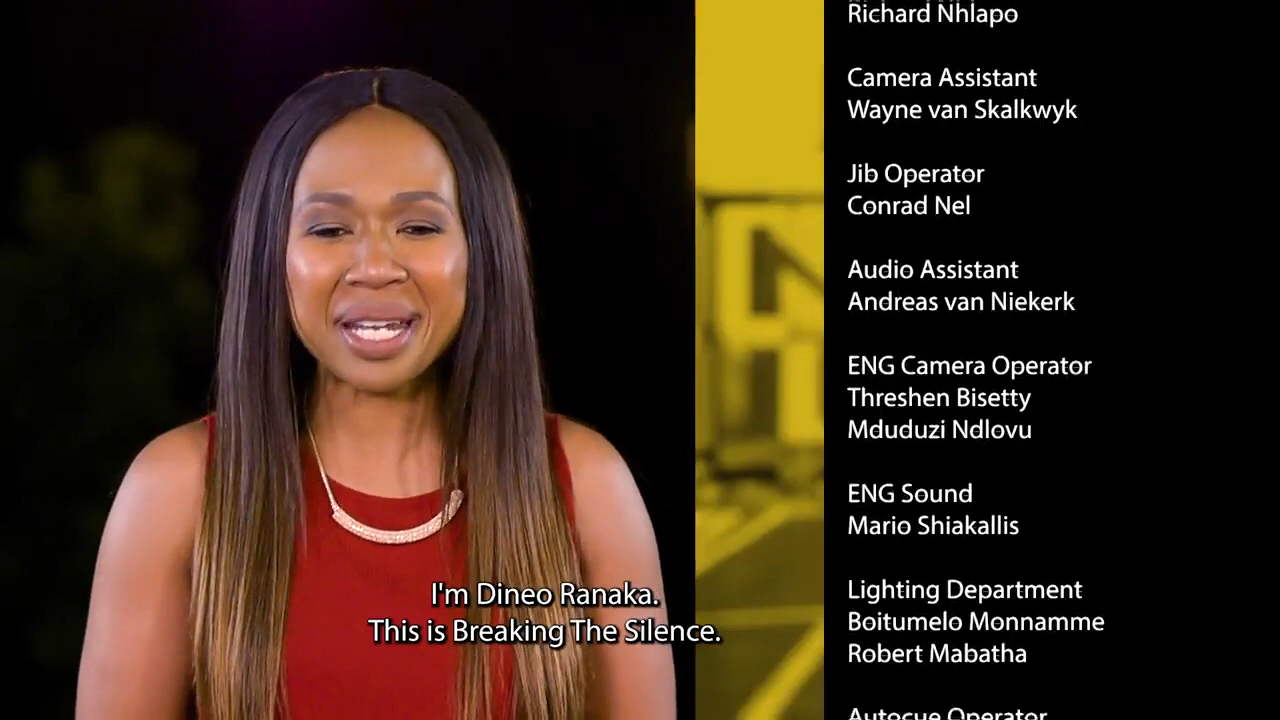 I'm Dineo Ranaka.
This is Breaking The Silence.
Richard Nhlapo
Camera Assistant
Wayne van Skalkwyk
Jib Operator
Conrad Nel
Audio Assistant
Andreas van Niekerk
ENG Camera Operator
Threshen Bisetty
Mduduzi Ndlovu
ENG Sound
Mario Shiakallis
Lighting Department
Boitumelo Monnamme
Robert Mabatha
Autocue Operator